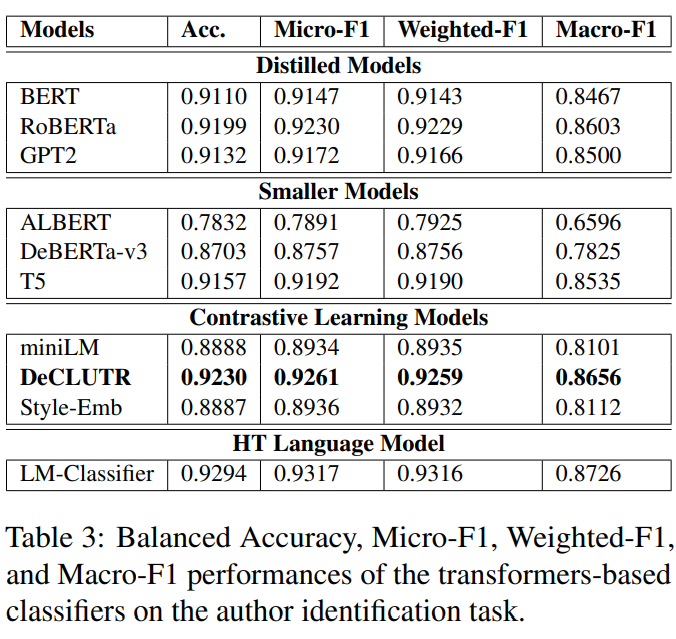 Models Acc. Micro-F1 Weighted-F1 Macro-F1
Distilled Models
BERT 0.9110 0.9147 0.9143 0.8467
RoBERTa 0.9199 0.9230 0.9229 0.8603
GPT2 0.9132 0.9172 0.9166 0.8500
Smaller Models
ALBERT 0.7832 0.7891 0.7925 0.6596
DeBERTa-v3 0.8703 0.8757 0.8756 0.7825
T5 0.9157 0.9192 0.9190 0.8535
Contrastive Learning Models
miniLM 0.8888 0.8934 0.8935 0.8101
DeCLUTR 0.9230 0.9261 0.9259 0.8656
Style-Emb 0.8887 0.8936 0.8932 0.8112
HT Language Model
LM-Classifier 0.9294 0.9317 0.9316 0.8726
Table 3: Balanced Accuracy, Micro-F1, Weighted-F1,
and Macro-F1 performances of the transformers-based
classifiers on the author identification task.